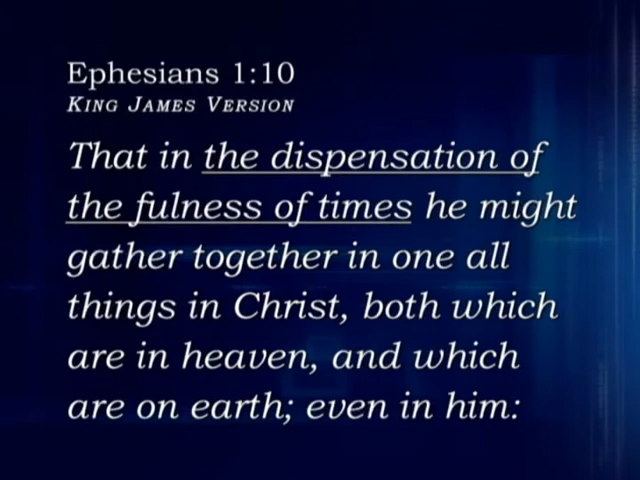 Ephesians 1:10
KING JAMES VERSION
That in the dispensation of
the fulness of times he might
gather together in one all
things in Christ, both which
are in heaven, and which
are on earth; even in him: